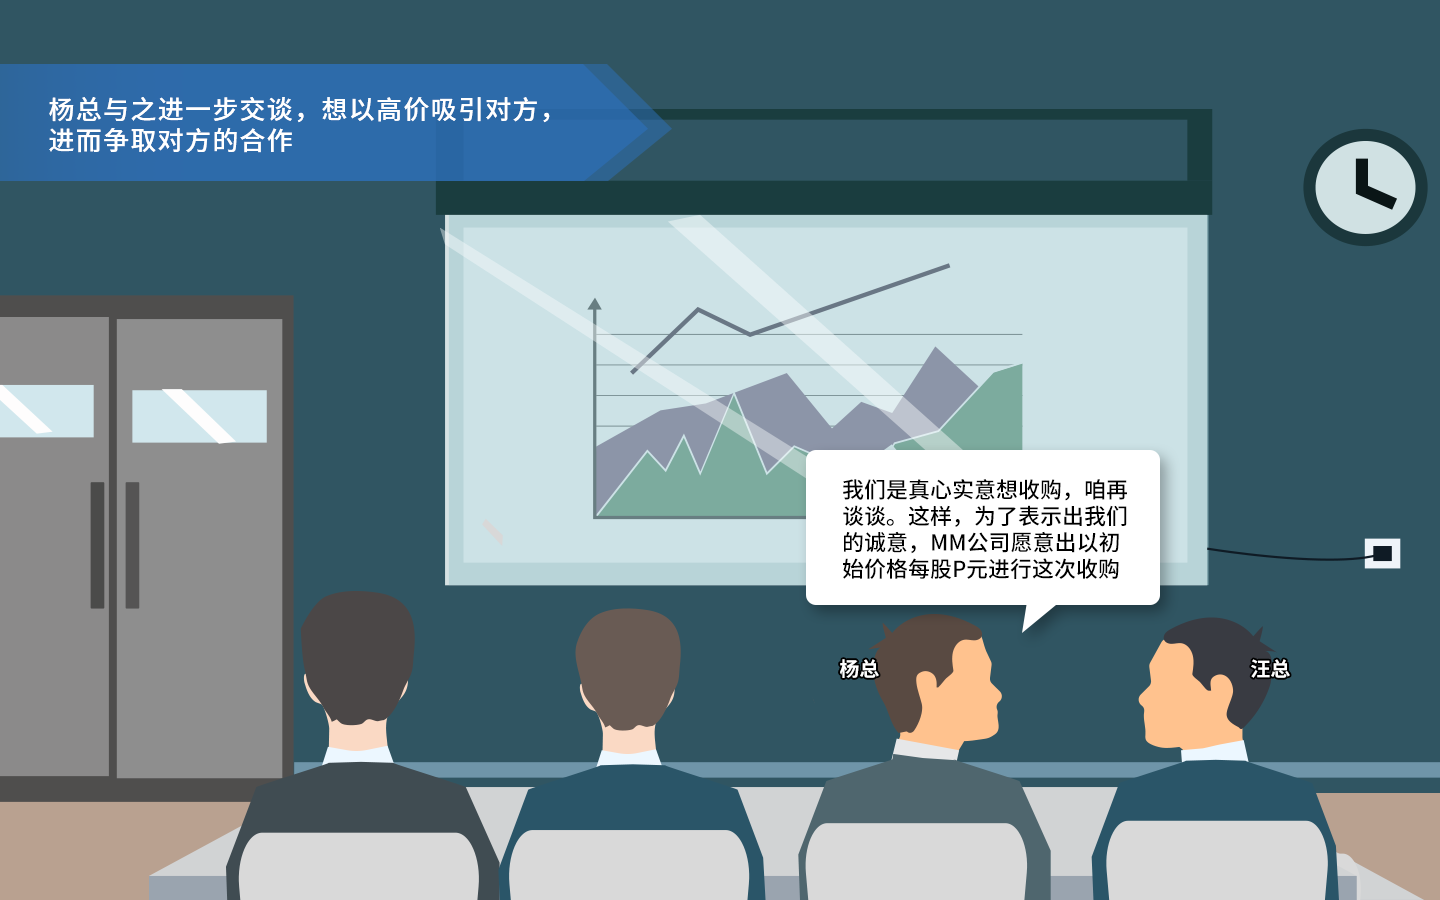 杨总与之进一步交谈，想以高价吸引对方，
进而争取对方的合作
我们是真心实意想收购，咱再
谈谈。这样，为了表示出我们
的诚意，MM公司愿意出以初
始价格每股P元进行这次收购
杨总
汪总